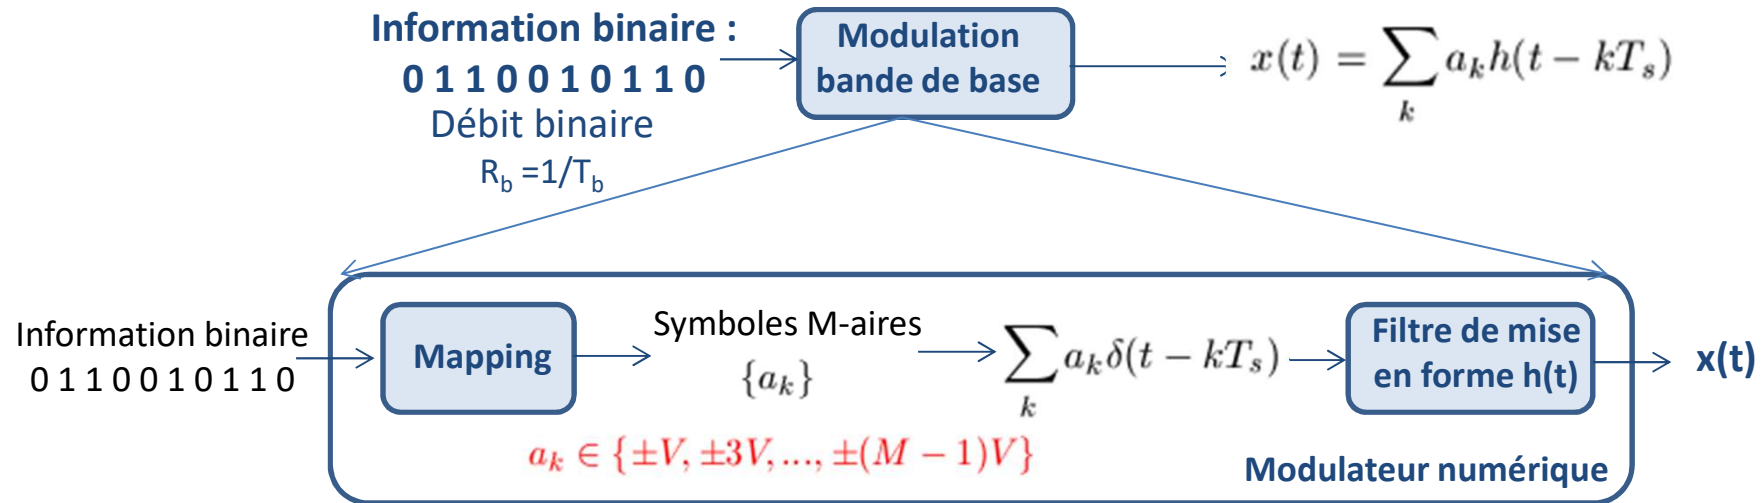 Information binaire :
0 1 1 0 0 1 0 1 1 0
Débit binaire
R_b =1/T_b
Modulation
bande de base
x(t) = \sum_k a_k h(t − kT_s)
Information binaire
0 1 1 0 0 1 0 1 1 0
Mapping
Symboles M-aires
{a_k}
a_k ∈ {±V, ±3V, ..., ±(M − 1)V}
\sum_k a_k δ(t − kT_s)
Filtre de mise
en forme h(t)
x(t)
Modulateur numérique